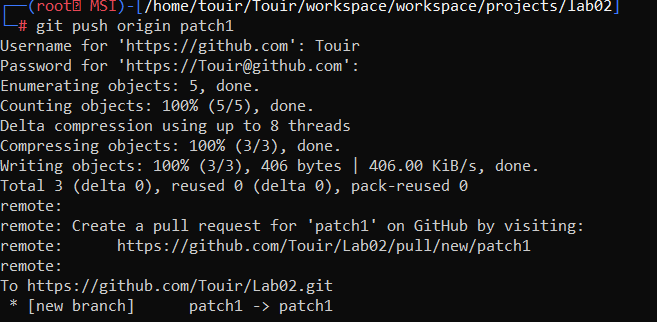 (root MSI)-[/home/touir/Touir/workspace/workspace/projects/lab02]
# git push origin patch1
Username for 'https://github.com': Touir
Password for 'https://Touir@github.com':
Enumerating objects: 5, done.
Counting objects: 100% (5/5), done.
Delta compression using up to 8 threads
Compressing objects: 100% (3/3), done.
Writing objects: 100% (3/3), 406 bytes | 406.00 KiB/s, done.
Total 3 (delta 0), reused 0 (delta 0), pack-reused 0
remote:
remote: Create a pull request for 'patch1' on GitHub by visiting:
remote:      https://github.com/Touir/Lab02/pull/new/patch1
remote:
To https://github.com/Touir/Lab02.git
 * [new branch]      patch1 -> patch1